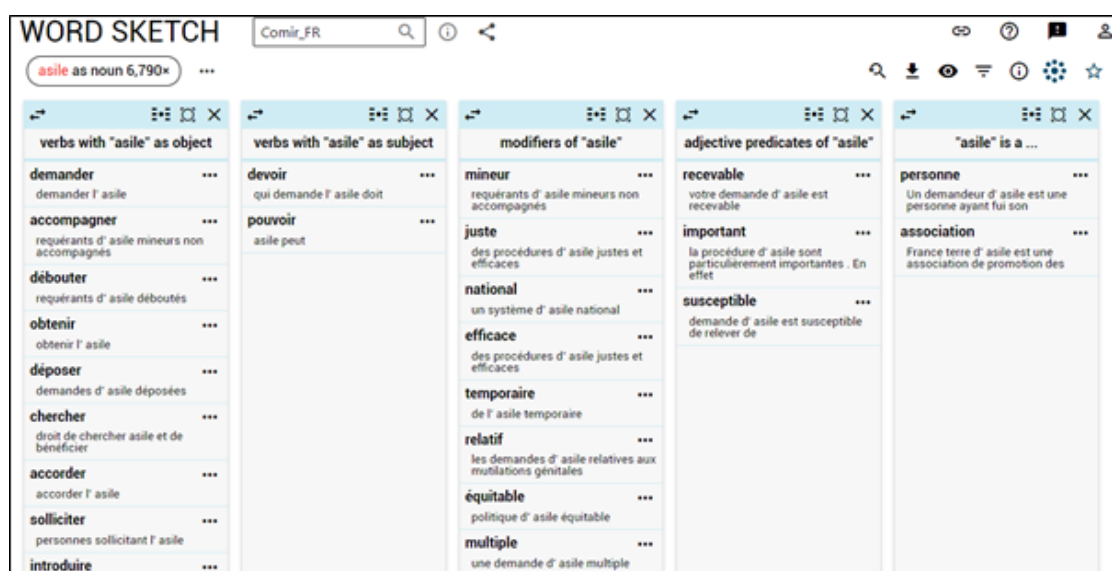 WORD SKETCH
Comir_FR
asile as noun 6,790×
verbs with "asile" as object
demander
demander l' asile
accompagner
requérants d' asile mineurs non
accompagnés
débouter
requérants d' asile déboutés
obtenir
obtenir l' asile
déposer
demandes d' asile déposées
chercher
droit de chercher asile et de
bénéficier
accorder
accorder l' asile
solliciter
personnes sollicitant l' asile
introduire
verbs with "asile" as subject
devoir
qui demande l' asile doit
pouvoir
asile peut
modifiers of "asile"
mineur
requérants d' asile mineurs non
accompagnés
juste
des procédures d' asile justes et
efficaces
national
un système d' asile national
efficace
des procédures d' asile justes et
efficaces
temporaire
de l' asile temporaire
relatif
les demandes d' asile relatives aux
mutilations génitales
équitable
politique d' asile équitable
multiple
une demande d' asile multiple
adjective predicates of "asile"
recevable
votre demande d' asile est
recevable
important
la procédure d' asile sont
particulièrement importantes . En
effet
susceptible
demande d' asile est susceptible
de relever de
"asile" is a ...
personne
Un demandeur d' asile est une
personne ayant fui son
association
France terre d' asile est une
association de promotion des